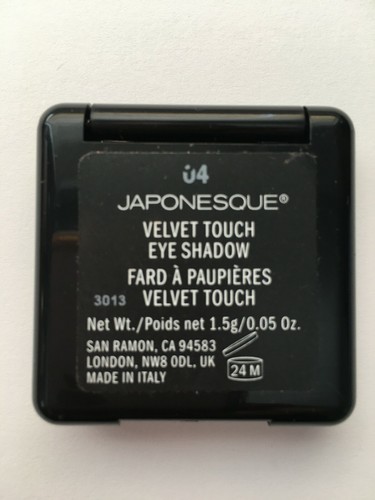 04
JAPONESQUE®
VELVET TOUCH
EYE SHADOW
FARD À PAUPIÈRES
3013 VELVET TOUCH
Net Wt./Poids net 1.5g/0.05 Oz.
SAN RAMON, CA 94583
LONDON, NW8 0DL, UK
MADE IN ITALY
24 M